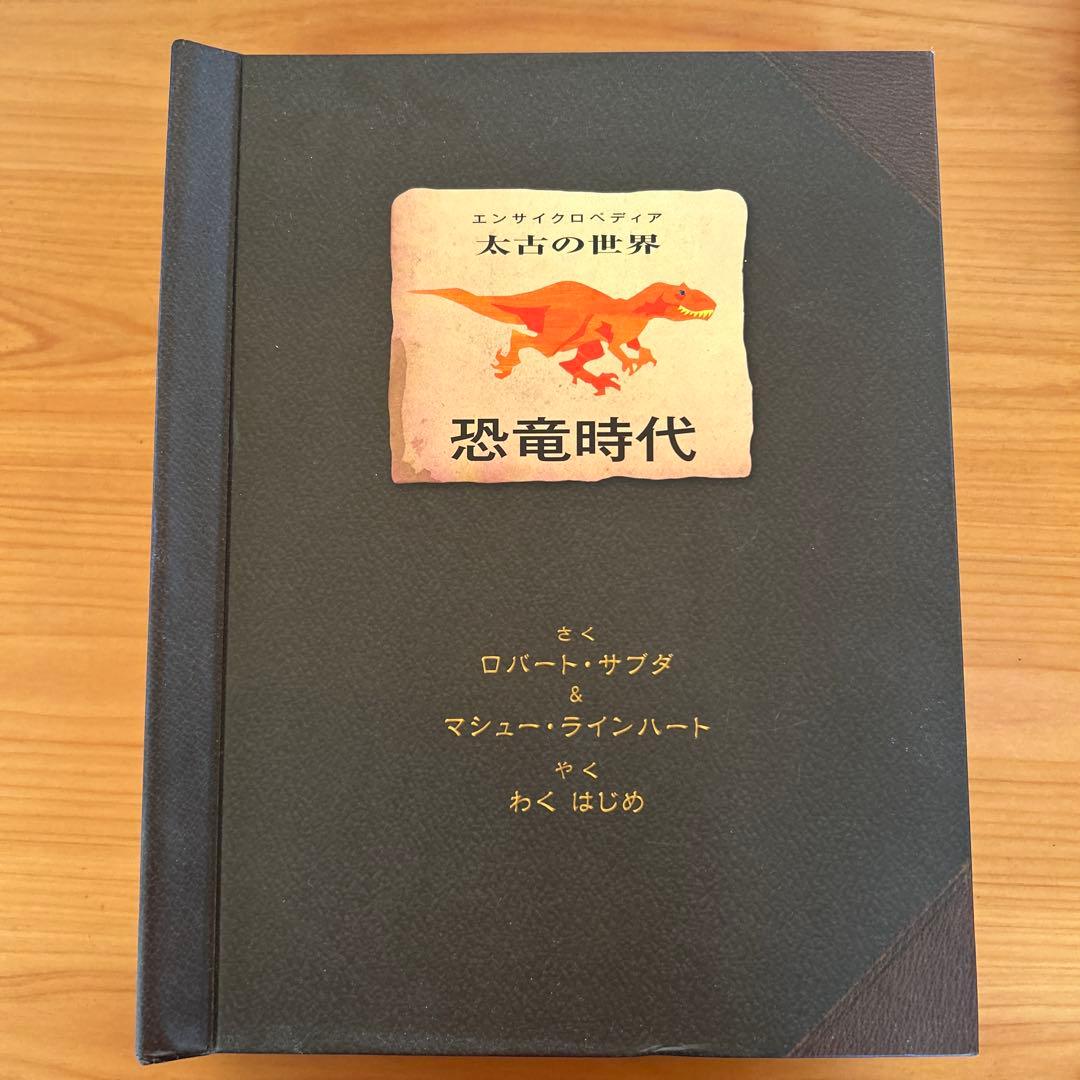 エンサイクロペディア
太古の世界
恐竜時代
さく
ロバート・サブダ
&
マシュー・ラインハート
やく
わく はじめ